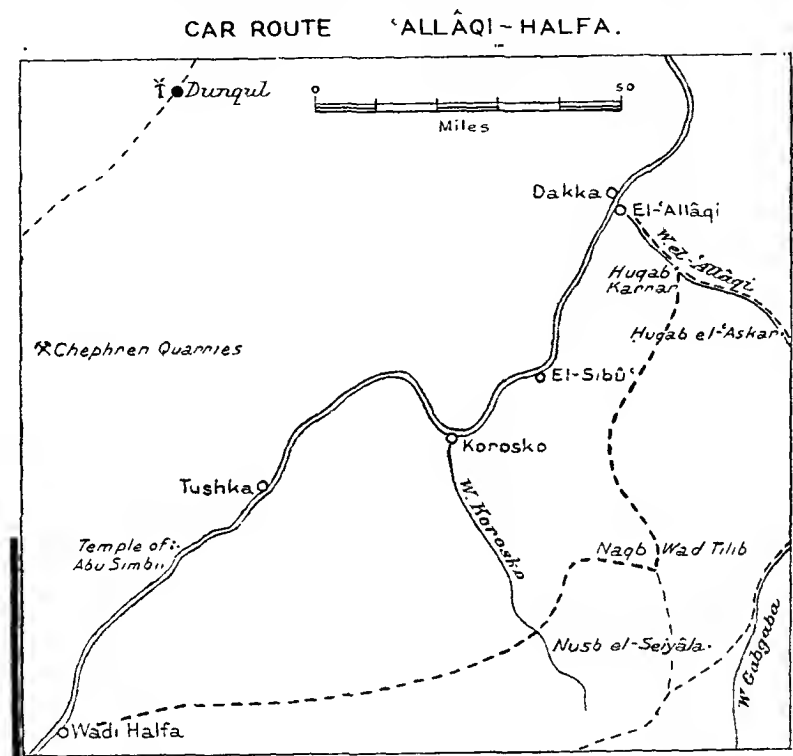 CAR ROUTE ‘ALLÂQI–HALFA.
Ť Dunqul
0 50
Miles
Dakka
El-‘Allâqi
W. el-‘Allâqi
Huqab
Karrar
Huqab el-‘Askar
Chephren Quarries
El-Sibû‘
Korosko
Tushka
W. Korosko
Temple of
Abu Simbil
Naqb Wad Tilib
Nusb el-Seiyâla
W Gabgaba
Wadi Halfa